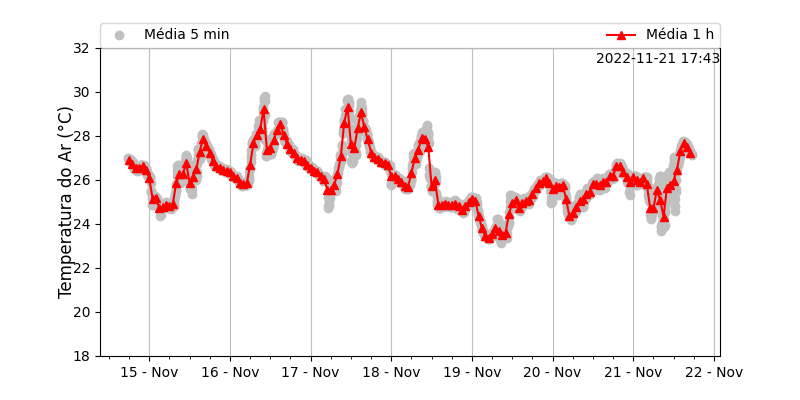 Média 5 min
Média 1 h
2022-11-21 17:43
Temperatura do Ar (°C)
32
30
28
26
24
22
20
18
15 - Nov
16 - Nov
17 - Nov
18 - Nov
19 - Nov
20 - Nov
21 - Nov
22 - Nov